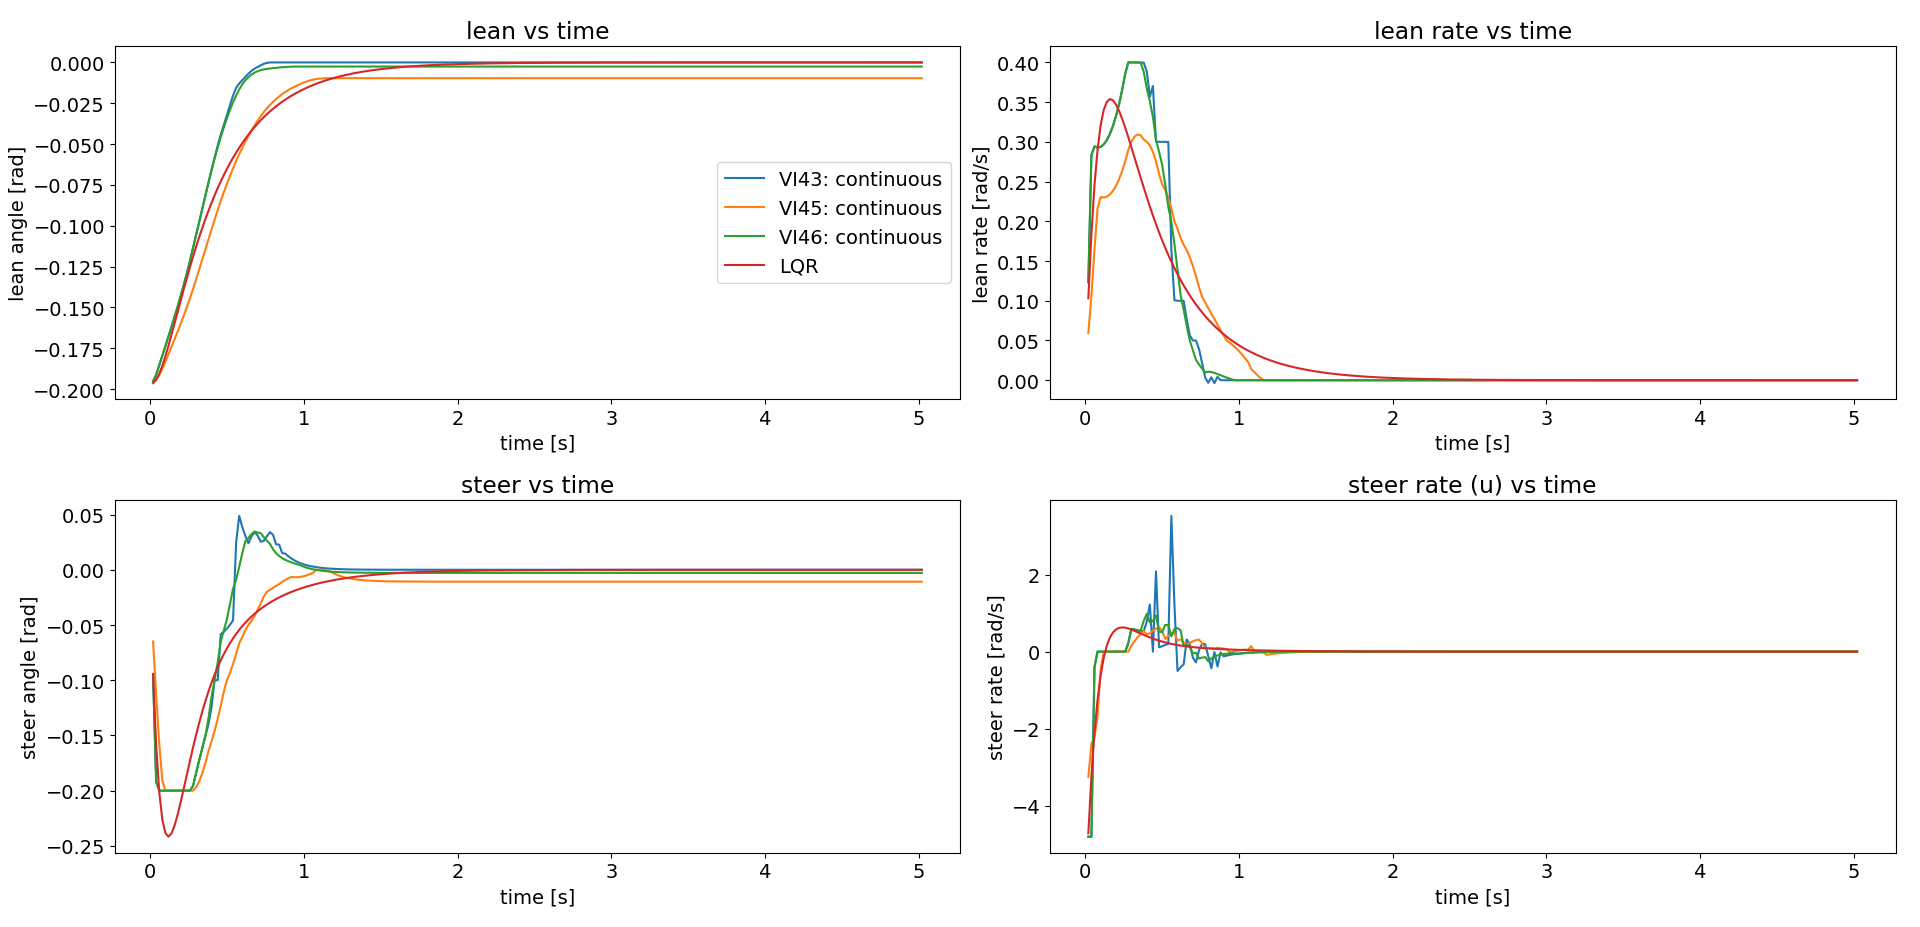 lean vs time
lean angle [rad]
0.000
−0.025
−0.050
−0.075
−0.100
−0.125
−0.150
−0.175
−0.200
0 1 2 3 4 5
time [s]
VI43: continuous
VI45: continuous
VI46: continuous
LQR
lean rate vs time
lean rate [rad/s]
0.40
0.35
0.30
0.25
0.20
0.15
0.10
0.05
0.00
0 1 2 3 4 5
time [s]
steer vs time
steer angle [rad]
0.05
0.00
−0.05
−0.10
−0.15
−0.20
−0.25
0 1 2 3 4 5
time [s]
steer rate (u) vs time
steer rate [rad/s]
2
0
−2
−4
0 1 2 3 4 5
time [s]